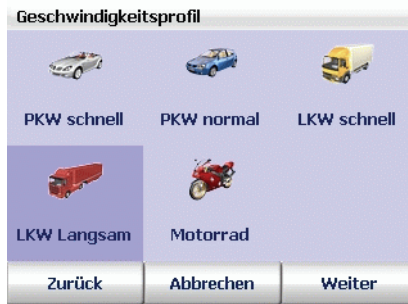 Geschwindigkeitsprofil
PKW schnell PKW normal LKW schnell
LKW Langsam Motorrad
Zurück Abbrechen Weiter